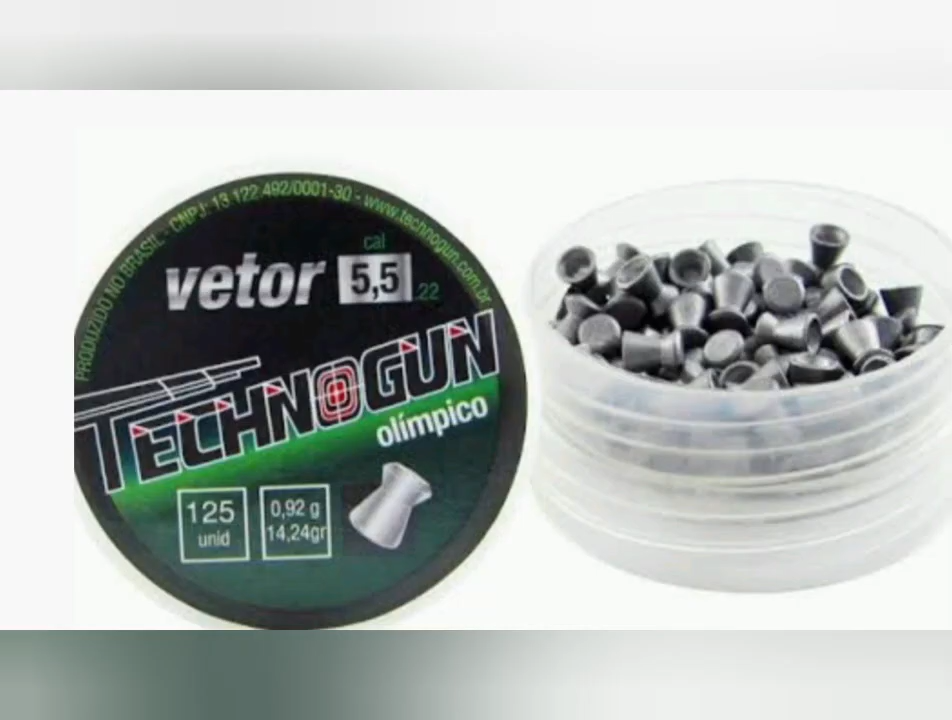 PRODUZIDO NO BRASIL - CNPJ: 13 122 492/0001-30 - www.technogun.com.br
cal
vetor 5,5 .22
TECHNOGUN
olímpico
125
unid
0,92 g
14,24gr